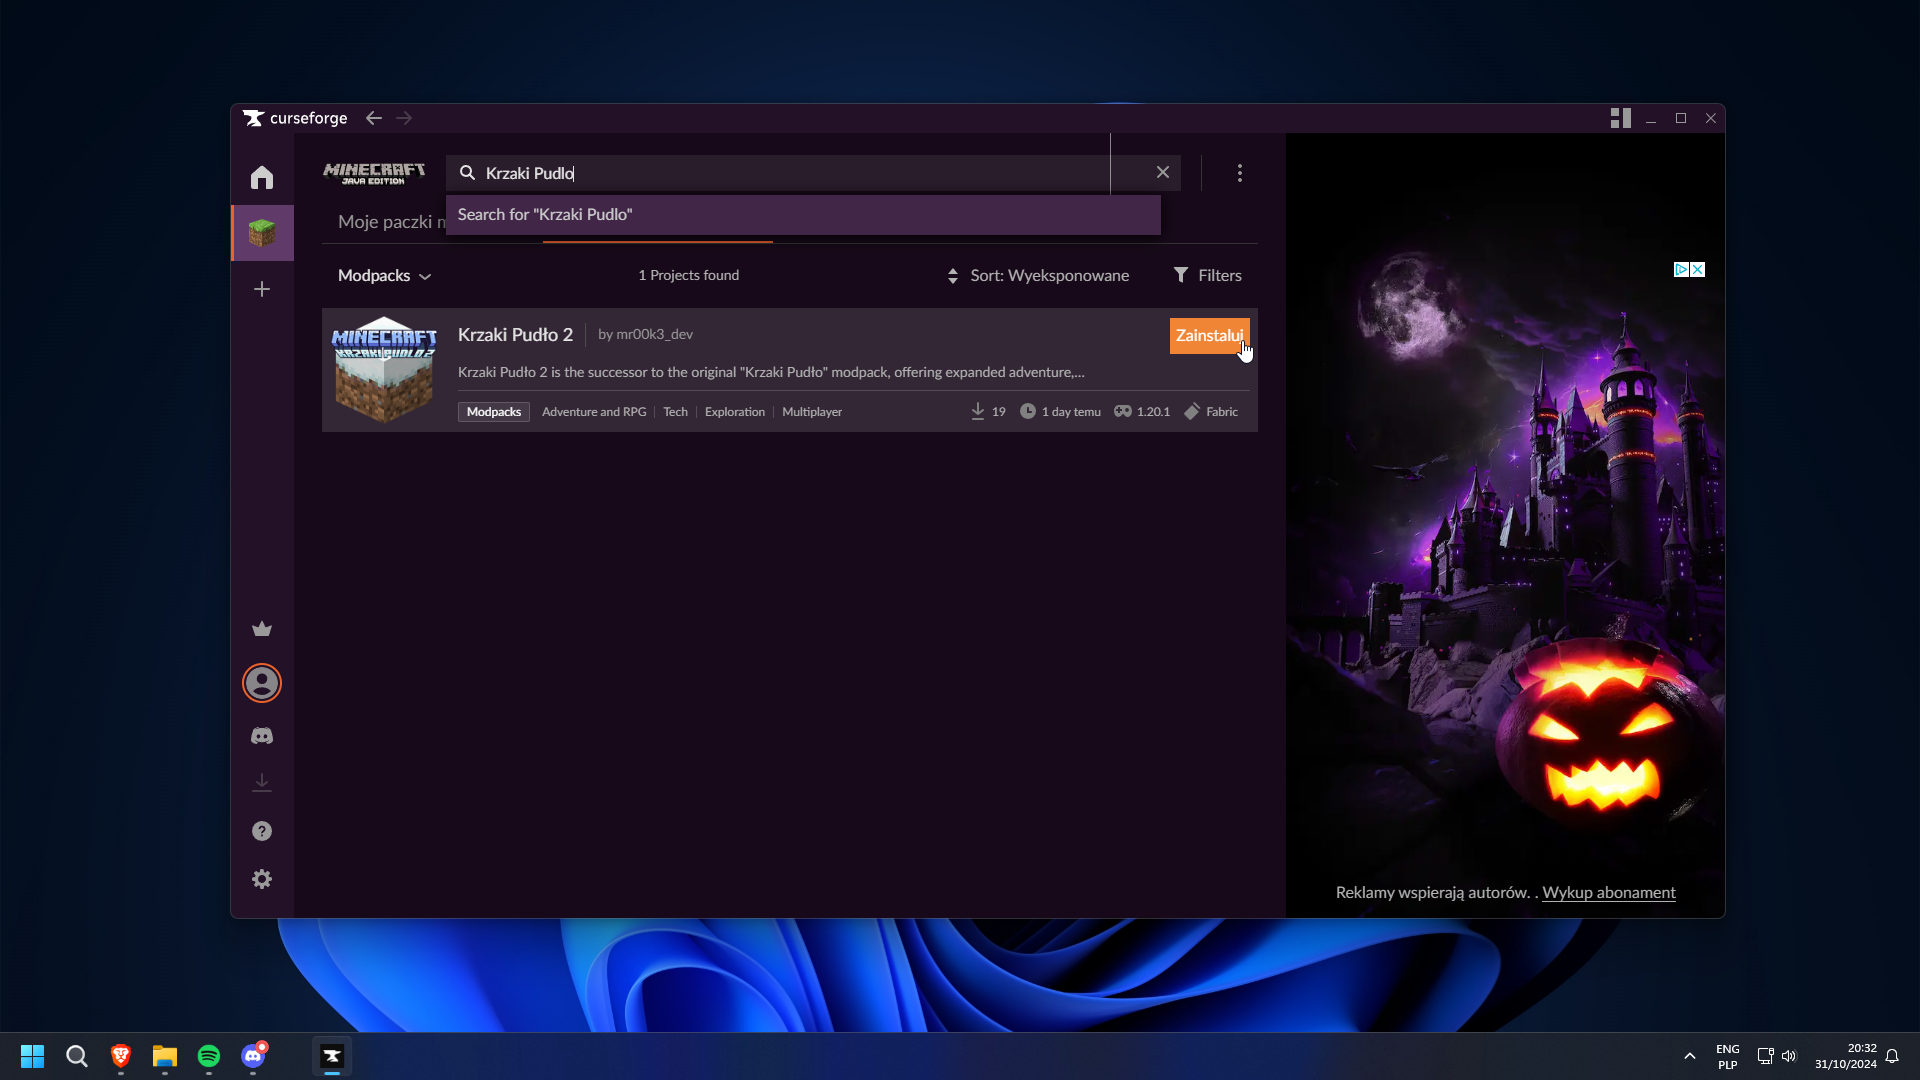 curseforge
MINECRAFT
JAVA EDITION
Krzaki Pudlo
Search for "Krzaki Pudlo"
Moje paczki
Modpacks
1 Projects found
Sort: Wyeksponowane
Filters
MINECRAFT
KRZAKI PUDLO 2
Krzaki Pudło 2
by mr00k3_dev
Zainstaluj
Krzaki Pudło 2 is the successor to the original "Krzaki Pudło" modpack, offering expanded adventure,...
Modpacks
Adventure and RPG
Tech
Exploration
Multiplayer
19
1 day temu
1.20.1
Fabric
Reklamy wspierają autorów. . Wykup abonament
ENG
PLP
20:32
31/10/2024